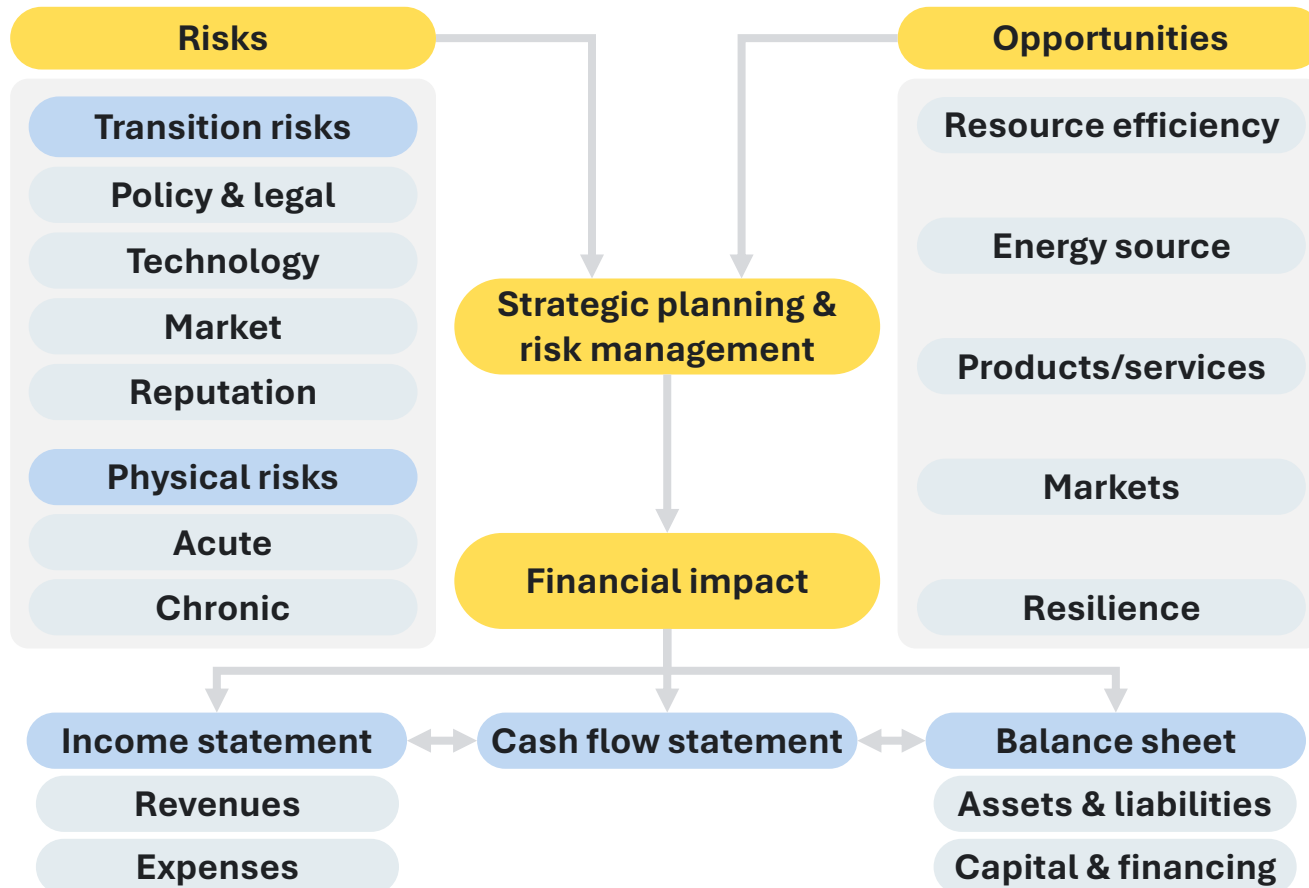 Risks
Transition risks
Policy & legal
Technology
Market
Reputation
Physical risks
Acute
Chronic
Opportunities
Resource efficiency
Energy source
Products/services
Markets
Resilience
Strategic planning &
risk management
Financial impact
Income statement
Revenues
Expenses
Cash flow statement
Balance sheet
Assets & liabilities
Capital & financing